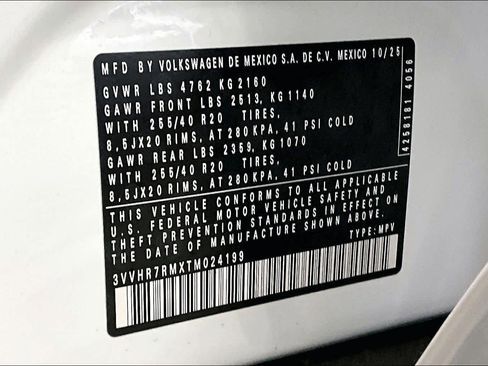 MFD BY VOLKSWAGEN DE MEXICO S.A. DE C.V. MEXICO 10/25
GVWR LBS 4762 KG 2160
GAWR FRONT LBS 2513, KG 1140
WITH 255/40 R20 TIRES,
8,5JX20 RIMS, AT 280 KPA, 41 PSI COLD
GAWR REAR LBS 2359, KG 1070
WITH 255/40 R20 TIRES,
8,5JX20 RIMS, AT 280 KPA, 41 PSI COLD
4258181 4056
THIS VEHICLE CONFORMS TO ALL APPLICABLE
U.S. FEDERAL MOTOR VEHICLE SAFETY AND
THEFT PREVENTION STANDARDS IN EFFECT ON
THE DATE OF MANUFACTURE SHOWN ABOVE.
3VVHR7RMXTM024199 TYPE: MPV